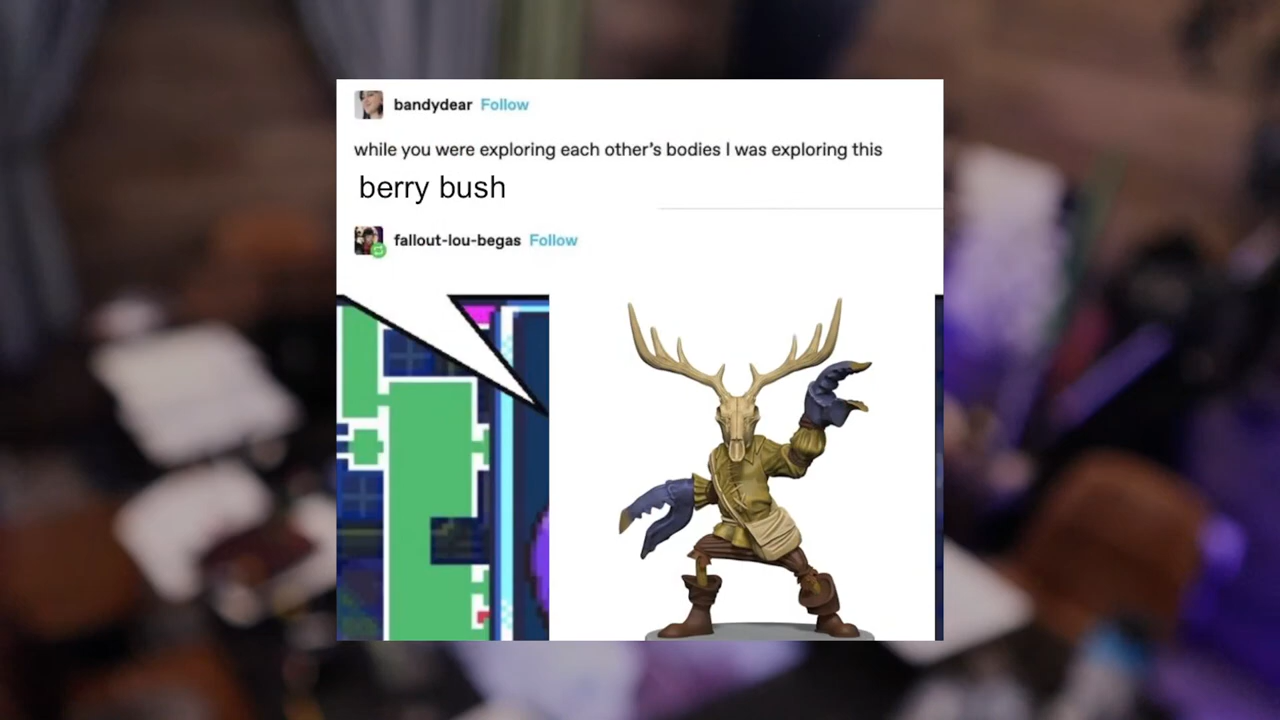 bandydear Follow
while you were exploring each other's bodies I was exploring this
berry bush
fallout-lou-begas Follow